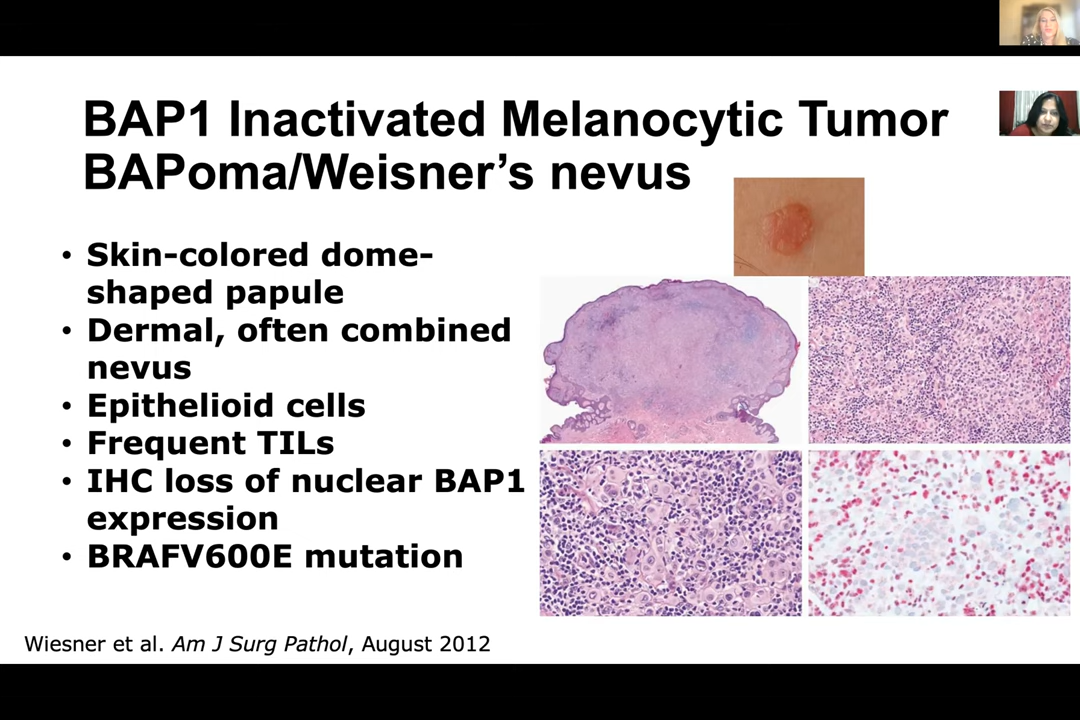 BAP1 Inactivated Melanocytic Tumor
BAPoma/Weisner’s nevus
• Skin-colored dome-
shaped papule
• Dermal, often combined
nevus
• Epithelioid cells
• Frequent TILs
• IHC loss of nuclear BAP1
expression
• BRAFV600E mutation
Wiesner et al. Am J Surg Pathol, August 2012